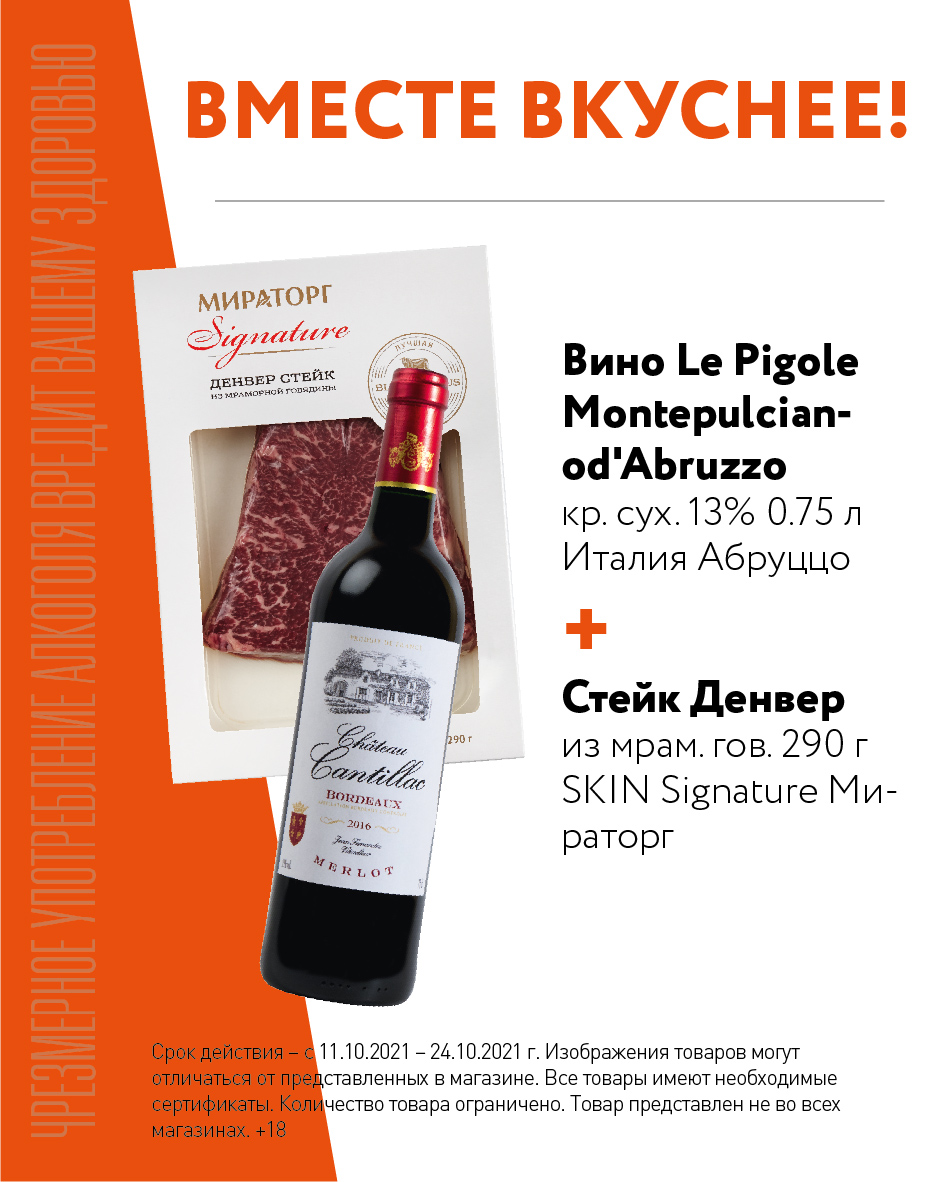 ЧРЕЗМЕРНОЕ УПОТРЕБЛЕНИЕ АЛКОГОЛЯ ВРЕДИТ ВАШЕМУ ЗДОРОВЬЮ
ВМЕСТЕ ВКУСНЕЕ!
МИРАТОРГ
Signature
ДЕНВЕР СТЕЙК
ИЗ МРАМОРНОЙ ГОВЯДИНЫ
ЛУЧШАЯ
290 г
Château
Cantillac
BORDEAUX
2016
MERLOT
Вино Le Pigole
Montepulcian-
od'Abruzzo
кр. сух. 13% 0.75 л
Италия Абруццо
+
Стейк Денвер
из мрам. гов. 290 г
SKIN Signature Ми-
раторг
Срок действия – с 11.10.2021 – 24.10.2021 г. Изображения товаров могут
отличаться от представленных в магазине. Все товары имеют необходимые
сертификаты. Количество товара ограничено. Товар представлен не во всех
магазинах. +18